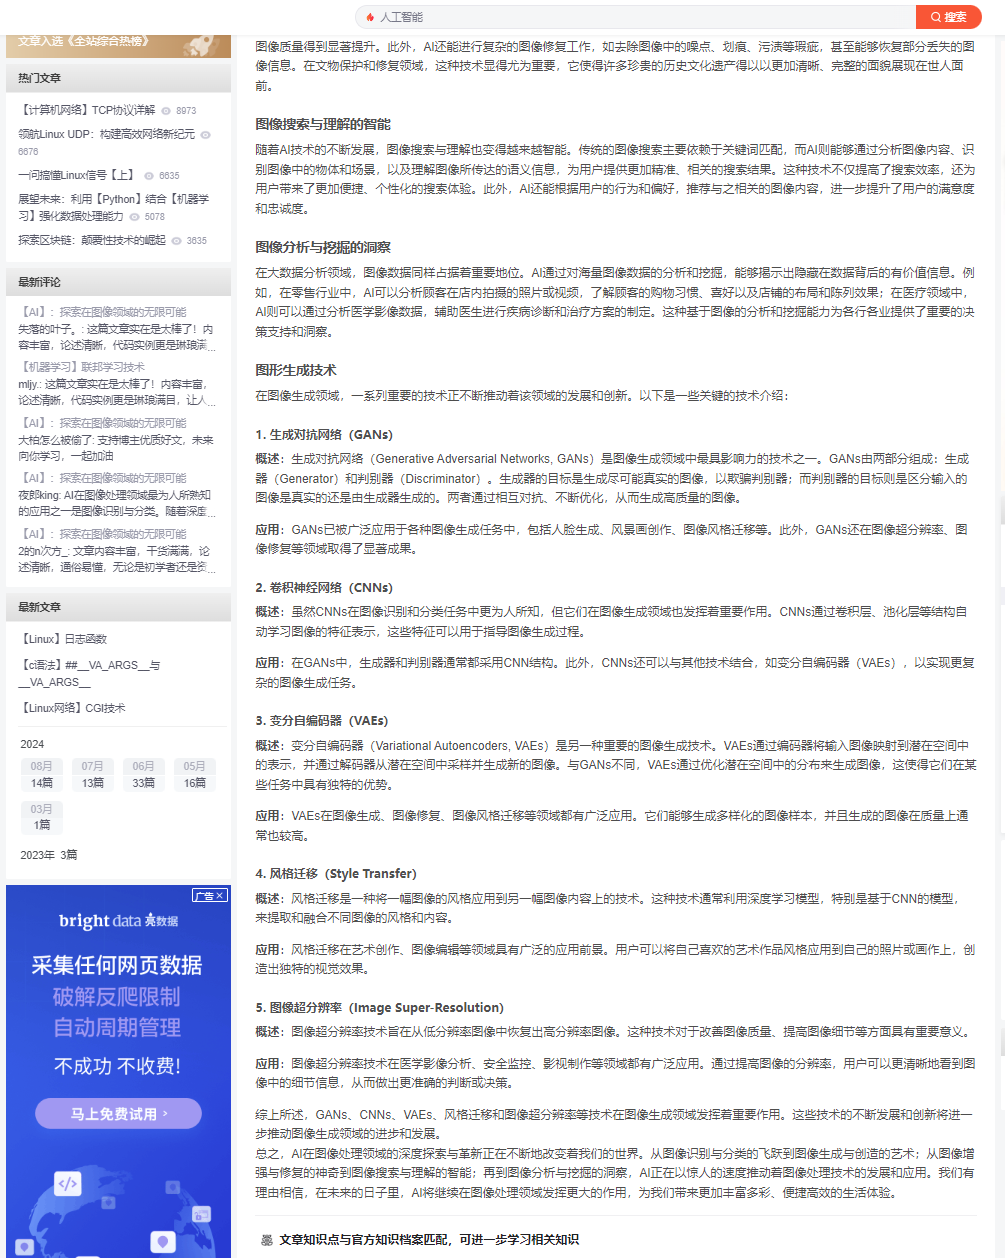 人工智能
搜索
文章入选《全站综合热榜》
热门文章
【计算机网络】TCP协议详解 8973
领航Linux UDP：构建高效网络新纪元
6676
一问搞懂Linux信号【上】 6635
展望未来：利用【Python】结合【机器学
习】强化数据处理能力 5078
探索区块链：颠覆性技术的崛起 3635
最新评论
【AI】：探索在图像领域的无限可能
失落的叶子。: 这篇文章实在是太棒了！内
容丰富，论述清晰，代码实例更是琳琅满...
【机器学习】联邦学习技术
mljy.: 这篇文章实在是太棒了！内容丰富，
论述清晰，代码实例更是琳琅满目，让人...
【AI】：探索在图像领域的无限可能
大柏怎么被偷了: 支持博主优质好文，未来
向你学习，一起加油
【AI】：探索在图像领域的无限可能
夜郎king: AI在图像处理领域最为人所熟知
的应用之一是图像识别与分类。随着深度...
【AI】：探索在图像领域的无限可能
2的n次方_: 文章内容丰富，干货满满，论
述清晰，通俗易懂，无论是初学者还是资...
最新文章
【Linux】日志函数
【c语法】##__VA_ARGS__与
__VA_ARGS__
【Linux网络】CGI技术
2024
08月 07月 06月 05月
14篇 13篇 33篇 16篇
03月
1篇
2023年 3篇
广告 ×
bright data 亮数据
采集任何网页数据
破解反爬限制
自动周期管理
不成功 不收费!
马上免费试用 ›
</>
图像质量得到显著提升。此外，AI还能进行复杂的图像修复工作，如去除图像中的噪点、划痕、污渍等瑕疵，甚至能够恢复部分丢失的图
像信息。在文物保护和修复领域，这种技术显得尤为重要，它使得许多珍贵的历史文化遗产得以以更加清晰、完整的面貌展现在世人面
前。
图像搜索与理解的智能
随着AI技术的不断发展，图像搜索与理解也变得越来越智能。传统的图像搜索主要依赖于关键词匹配，而AI则能够通过分析图像内容、识
别图像中的物体和场景，以及理解图像所传达的语义信息，为用户提供更加精准、相关的搜索结果。这种技术不仅提高了搜索效率，还为
用户带来了更加便捷、个性化的搜索体验。此外，AI还能根据用户的行为和偏好，推荐与之相关的图像内容，进一步提升了用户的满意度
和忠诚度。
图像分析与挖掘的洞察
在大数据分析领域，图像数据同样占据着重要地位。AI通过对海量图像数据的分析和挖掘，能够揭示出隐藏在数据背后的有价值信息。例
如，在零售行业中，AI可以分析顾客在店内拍摄的照片或视频，了解顾客的购物习惯、喜好以及店铺的布局和陈列效果；在医疗领域中，
AI则可以通过分析医学影像数据，辅助医生进行疾病诊断和治疗方案的制定。这种基于图像的分析和挖掘能力为各行各业提供了重要的决
策支持和洞察。
图形生成技术
在图像生成领域，一系列重要的技术正不断推动着该领域的发展和创新。以下是一些关键的技术介绍：
1. 生成对抗网络（GANs）
概述：生成对抗网络（Generative Adversarial Networks, GANs）是图像生成领域中最具影响力的技术之一。GANs由两部分组成：生成
器（Generator）和判别器（Discriminator）。生成器的目标是生成尽可能真实的图像，以欺骗判别器；而判别器的目标则是区分输入的
图像是真实的还是由生成器生成的。两者通过相互对抗、不断优化，从而生成高质量的图像。
应用：GANs已被广泛应用于各种图像生成任务中，包括人脸生成、风景画创作、图像风格迁移等。此外，GANs还在图像超分辨率、图
像修复等领域取得了显著成果。
2. 卷积神经网络（CNNs）
概述：虽然CNNs在图像识别和分类任务中更为人所知，但它们在图像生成领域也发挥着重要作用。CNNs通过卷积层、池化层等结构自
动学习图像的特征表示，这些特征可以用于指导图像生成过程。
应用：在GANs中，生成器和判别器通常都采用CNN结构。此外，CNNs还可以与其他技术结合，如变分自编码器（VAEs），以实现更复
杂的图像生成任务。
3. 变分自编码器（VAEs）
概述：变分自编码器（Variational Autoencoders, VAEs）是另一种重要的图像生成技术。VAEs通过编码器将输入图像映射到潜在空间中
的表示，并通过解码器从潜在空间中采样并生成新的图像。与GANs不同，VAEs通过优化潜在空间中的分布来生成图像，这使得它们在某
些任务中具有独特的优势。
应用：VAEs在图像生成、图像修复、图像风格迁移等领域都有广泛应用。它们能够生成多样化的图像样本，并且生成的图像在质量上通
常也较高。
4. 风格迁移（Style Transfer）
概述：风格迁移是一种将一幅图像的风格应用到另一幅图像内容上的技术。这种技术通常利用深度学习模型，特别是基于CNN的模型，
来提取和融合不同图像的风格和内容。
应用：风格迁移在艺术创作、图像编辑等领域具有广泛的应用前景。用户可以将自己喜欢的艺术作品风格应用到自己的照片或画作上，创
造出独特的视觉效果。
5. 图像超分辨率（Image Super-Resolution）
概述：图像超分辨率技术旨在从低分辨率图像中恢复出高分辨率图像。这种技术对于改善图像质量、提高图像细节等方面具有重要意义。
应用：图像超分辨率技术在医学影像分析、安全监控、影视制作等领域都有广泛应用。通过提高图像的分辨率，用户可以更清晰地看到图
像中的细节信息，从而做出更准确的判断或决策。
综上所述，GANs、CNNs、VAEs、风格迁移和图像超分辨率等技术在图像生成领域发挥着重要作用。这些技术的不断发展和创新将进一
步推动图像生成领域的进步和发展。
总之，AI在图像处理领域的深度探索与革新正在不断地改变着我们的世界。从图像识别与分类的飞跃到图像生成与创造的艺术；从图像增
强与修复的神奇到图像搜索与理解的智能；再到图像分析与挖掘的洞察，AI正在以惊人的速度推动着图像处理技术的发展和应用。我们有
理由相信，在未来的日子里，AI将继续在图像处理领域发挥更大的作用，为我们带来更加丰富多彩、便捷高效的生活体验。
文章知识点与官方知识档案匹配，可进一步学习相关知识